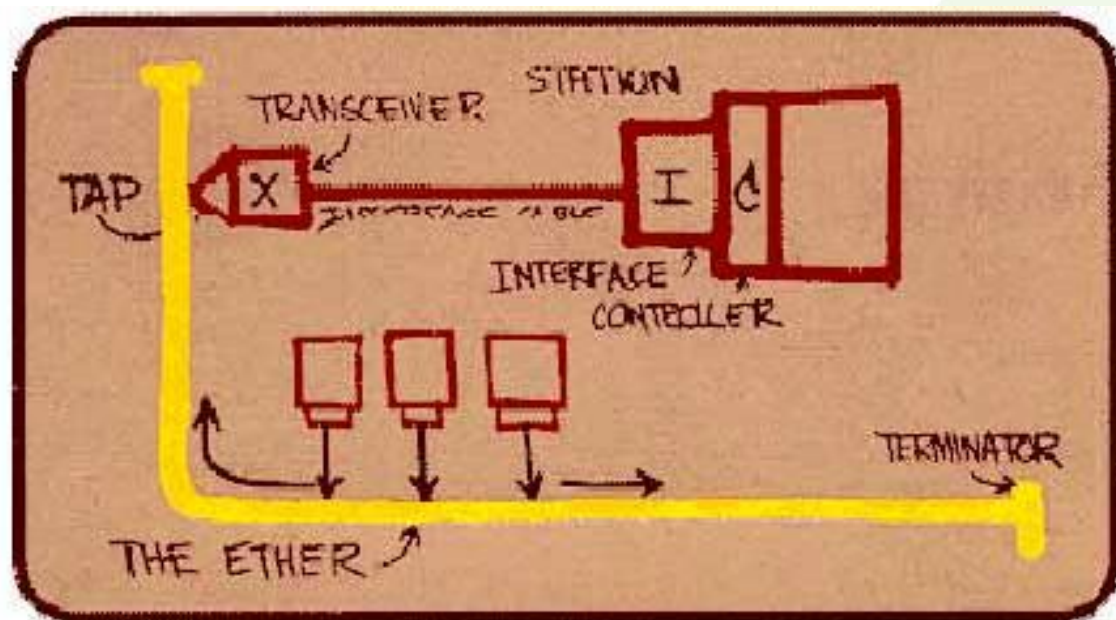 STATION
TRANSCEIVER
TAP
X
I
C
INTERFACE
CONTROLLER
TERMINATOR
THE ETHER